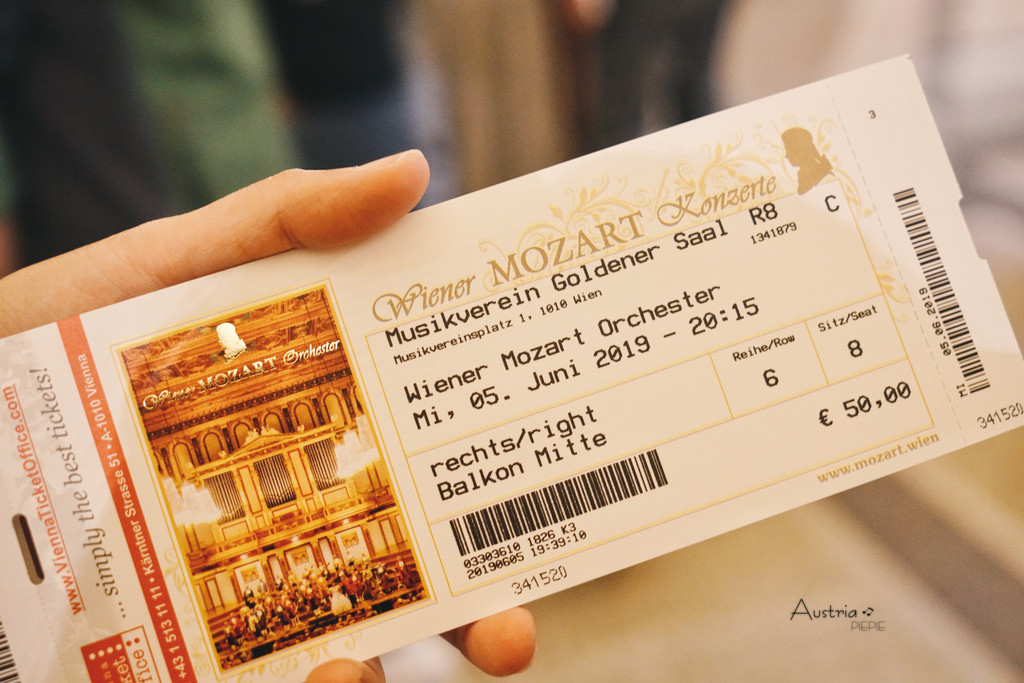 www.ViennaTicketOffice.com
... simply the best tickets!
+43 1 513 11 11 • Kärntner Strasse 51 • A-1010 Vienna
Wiener MOZART Orchester
Wiener MOZART Konzerte
3
Musikverein Goldener Saal R8 C
Musikvereinsplatz 1, 1010 Wien 1341879
Wiener Mozart Orchester
Mi, 05. Juni 2019 - 20:15
Reihe/Row
6
Sitz/Seat
8
rechts/right
Balkon Mitte
€ 50,00
03303610 1826 K3
20190605 19:39:10
341520
www.mozart.wien
05.06.2019
MI
341520
Austria
PIEPIE